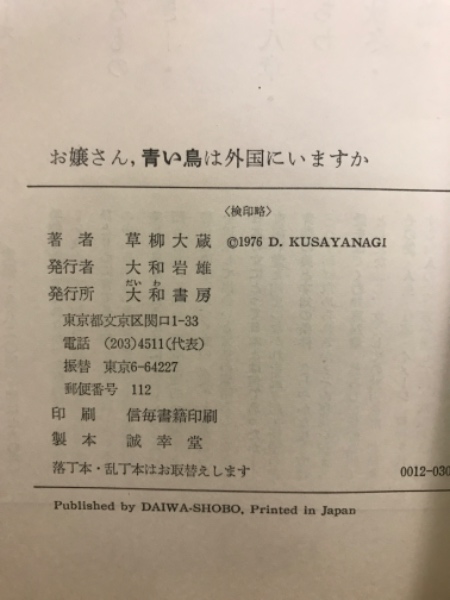 お嬢さん,青い鳥は外国にいますか
〈検印略〉
著者 草柳大蔵 ©1976 D. KUSAYANAGI
発行者 大和岩雄
だいわ
発行所 大和書房
東京都文京区関口1-33
電話 (203)4511(代表)
振替 東京6-64227
郵便番号 112
印刷 信毎書籍印刷
製本 誠幸堂
落丁本・乱丁本はお取替えします 0012-030
Published by DAIWA-SHOBO, Printed in Japan